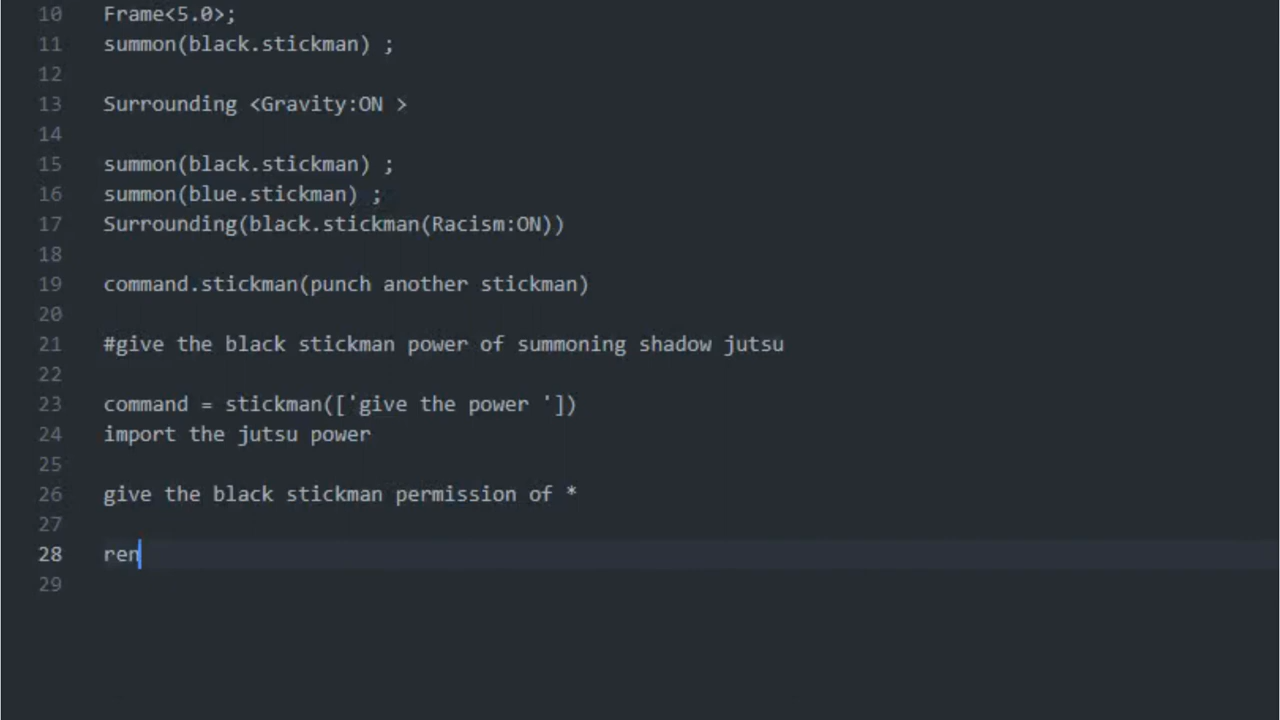 10 Frame<5.0>;
11 summon(black.stickman) ;
12
13 Surrounding <Gravity:ON >
14
15 summon(black.stickman) ;
16 summon(blue.stickman) ;
17 Surrounding(black.stickman(Racism:ON))
18
19 command.stickman(punch another stickman)
20
21 #give the black stickman power of summoning shadow jutsu
22
23 command = stickman(['give the power '])
24 import the jutsu power
25
26 give the black stickman permission of *
27
28 ren
29